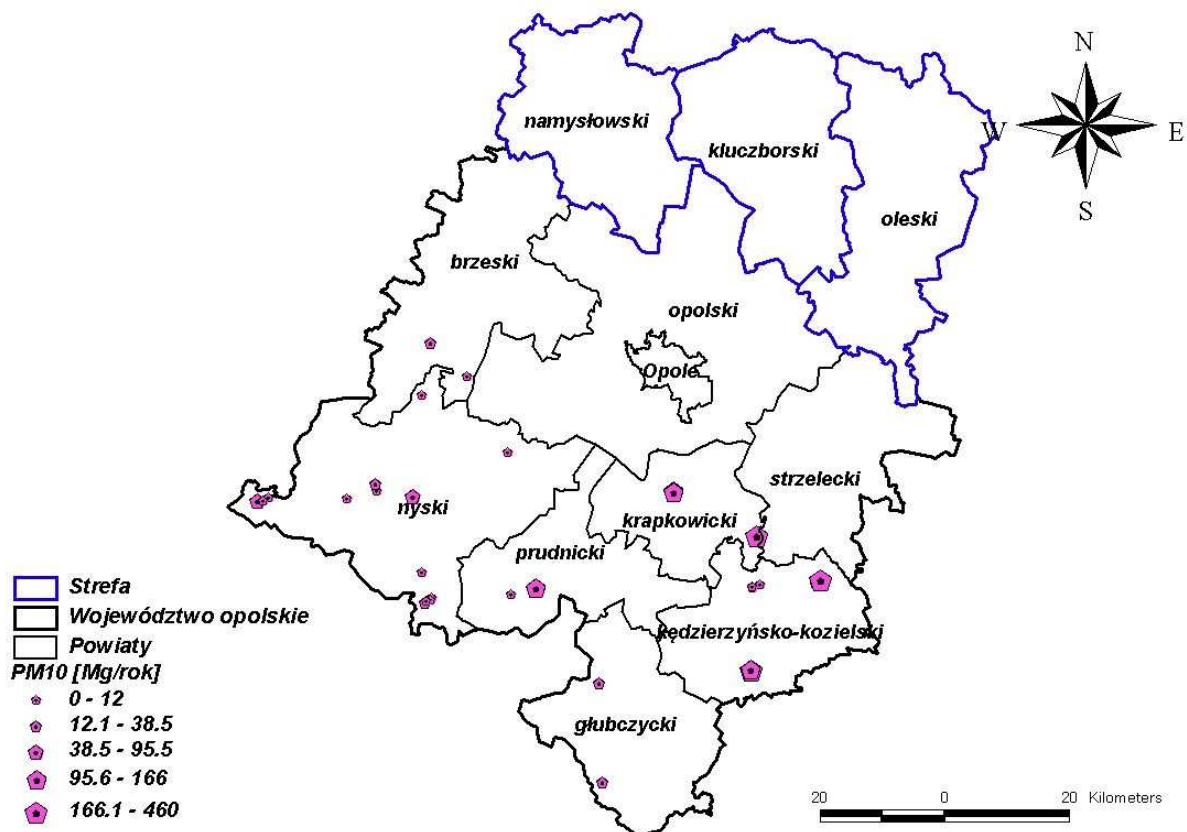 N
W
E
S
namysłowski
kluczborski
oleski
brzeski
opolski
Opole
strzelecki
nyski
krapkowicki
prudnicki
kędzierzyńsko-kozielski
głubczycki
Strefa
Województwo opolskie
Powiaty
PM10 [Mg/rok]
0 - 12
12.1 - 38.5
38.5 - 95.5
95.6 - 166
166.1 - 460
20 0 20 Kilometers